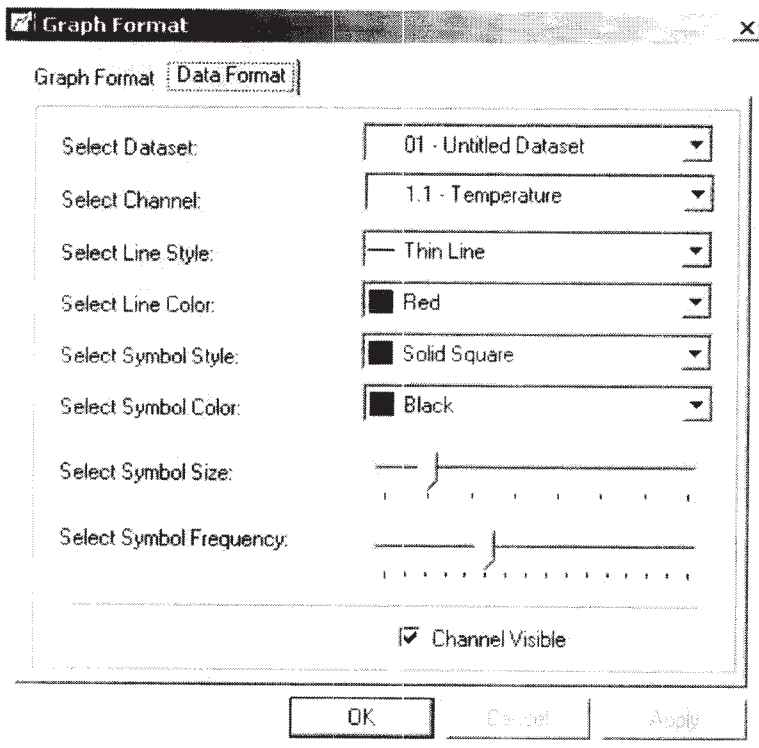 Graph Format
Graph Format Data Format
Select Dataset: 01 - Untitled Dataset
Select Channel: 1.1 - Temperature
Select Line Style: Thin Line
Select Line Color: Red
Select Symbol Style: Solid Square
Select Symbol Color: Black
Select Symbol Size:
Select Symbol Frequency:
Channel Visible
OK Cancel Apply